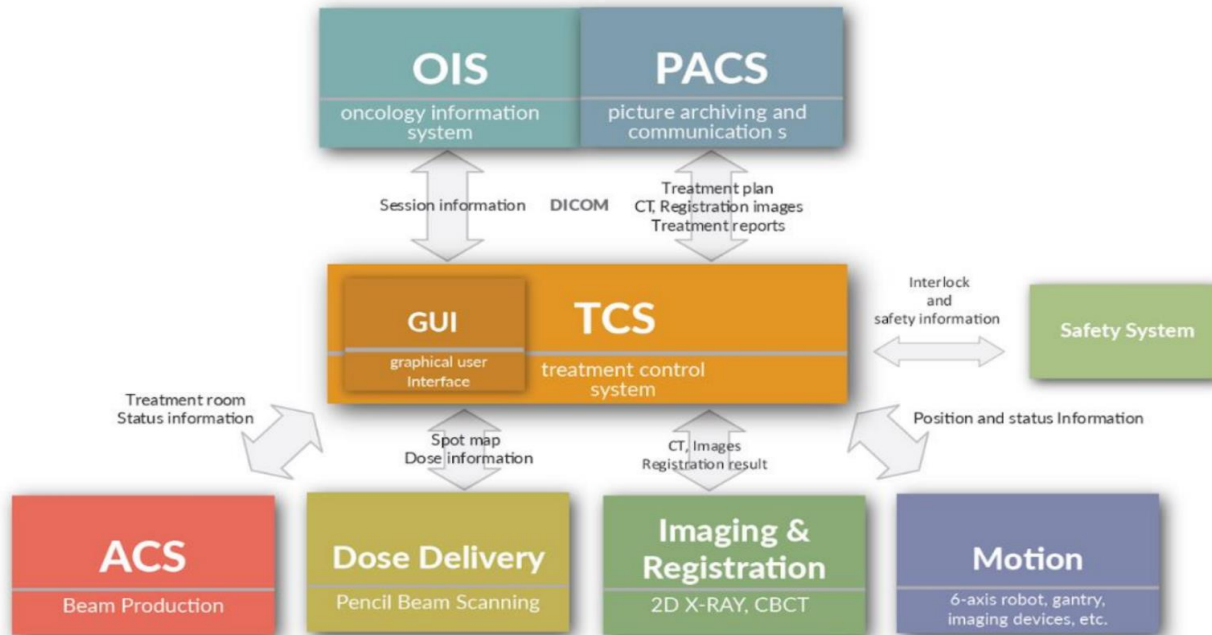 OIS
oncology information
system
PACS
picture archiving and
communication s
Session information
DICOM
Treatment plan
CT, Registration images
Treatment reports
GUI
graphical user
Interface
TCS
treatment control
system
Interlock
and
safety information
Safety System
Treatment room
Status information
Spot map
Dose information
CT, Images
Registration result
Position and status Information
ACS
Beam Production
Dose Delivery
Pencil Beam Scanning
Imaging &
Registration
2D X-RAY, CBCT
Motion
6-axis robot, gantry,
imaging devices, etc.